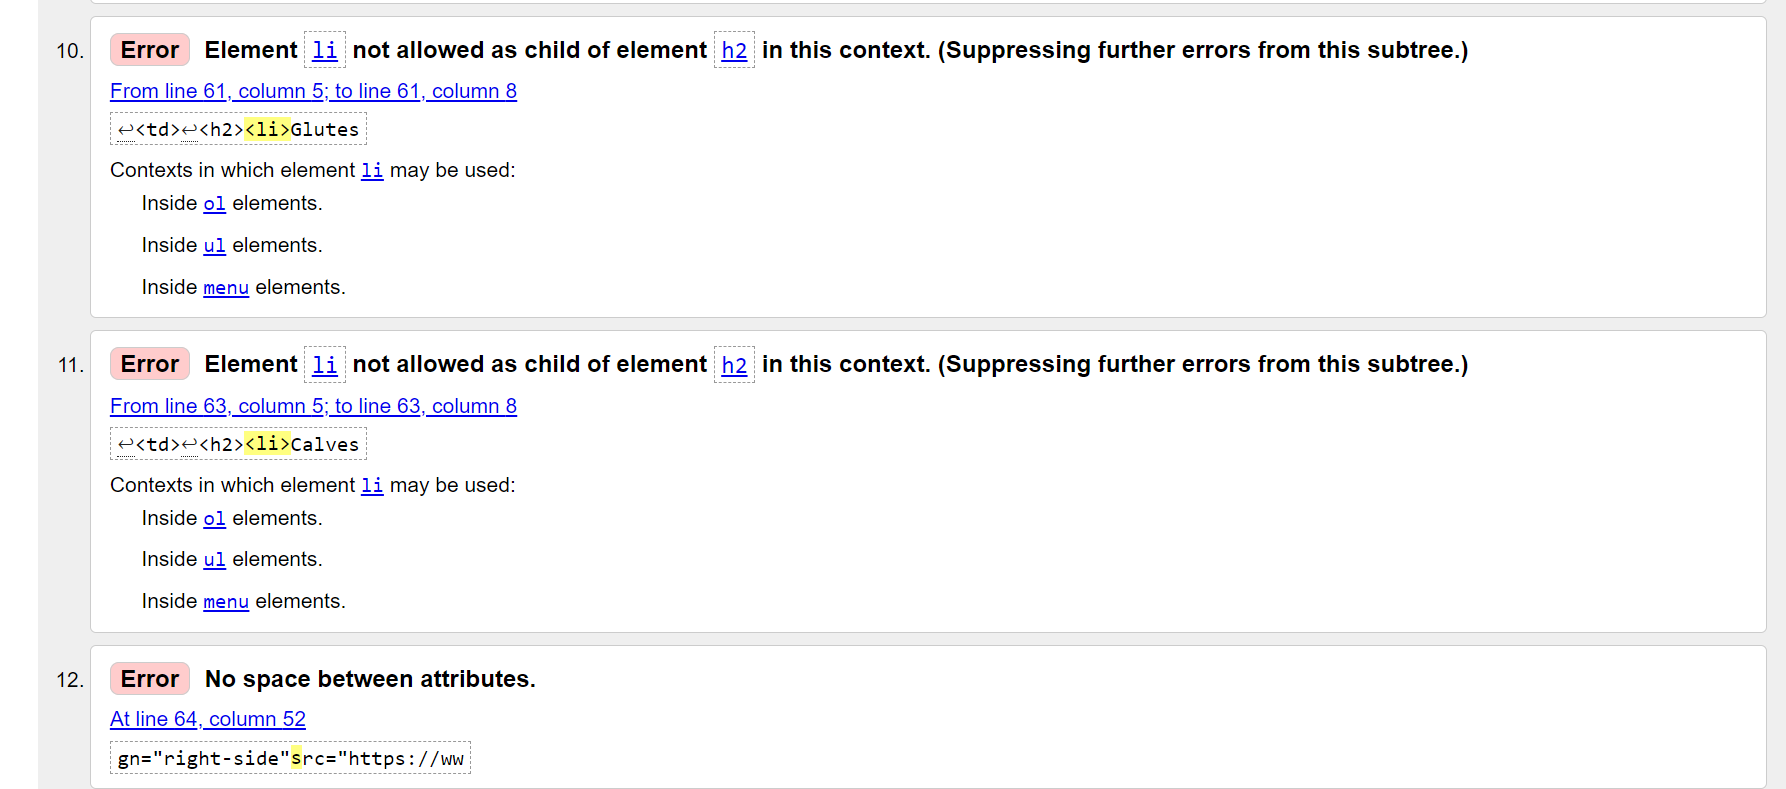 10. Error Element li not allowed as child of element h2 in this context. (Suppressing further errors from this subtree.)
From line 61, column 5; to line 61, column 8
↩<td>↩<h2><li>Glutes
Contexts in which element li may be used:
Inside ol elements.
Inside ul elements.
Inside menu elements.
11. Error Element li not allowed as child of element h2 in this context. (Suppressing further errors from this subtree.)
From line 63, column 5; to line 63, column 8
↩<td>↩<h2><li>Calves
Contexts in which element li may be used:
Inside ol elements.
Inside ul elements.
Inside menu elements.
12. Error No space between attributes.
At line 64, column 52
gn="right-side"src="https://ww